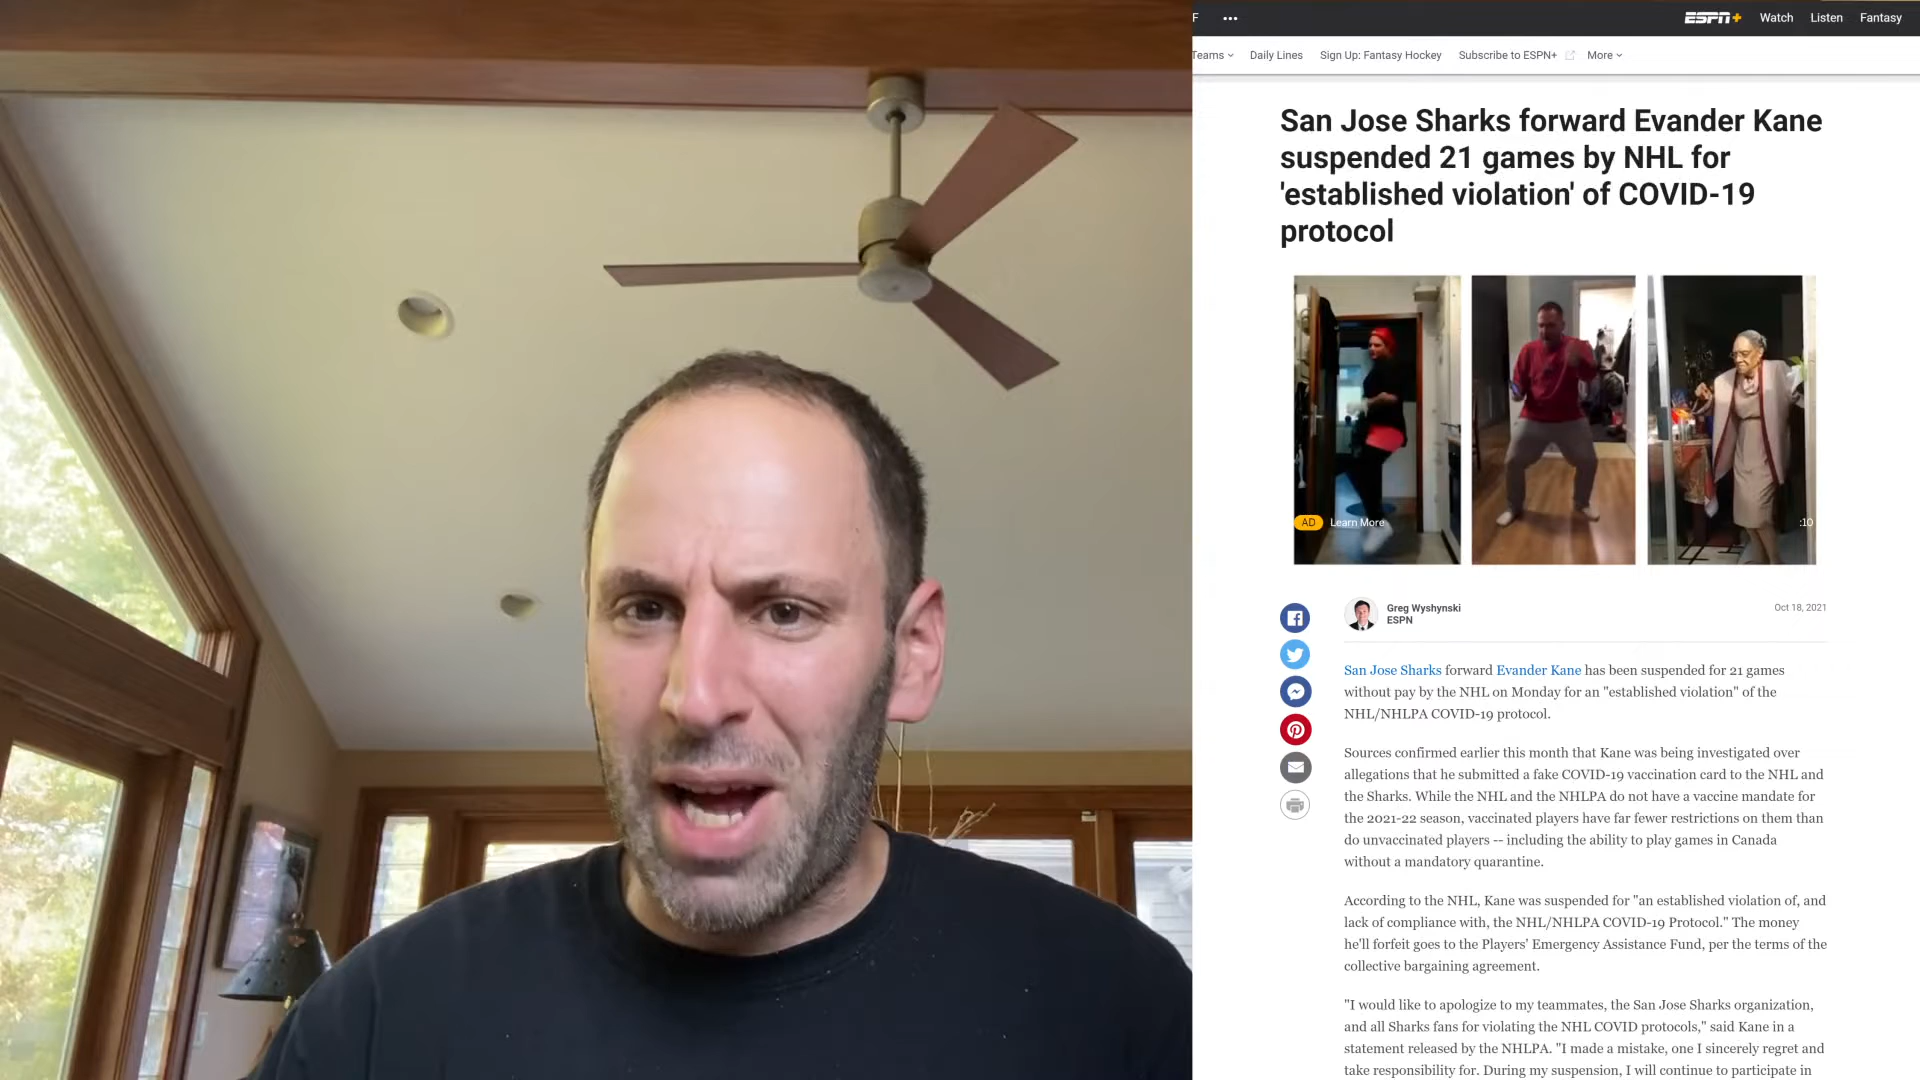 F ••• ESPN+ Watch Listen Fantasy
Teams Daily Lines Sign Up: Fantasy Hockey Subscribe to ESPN+ More
San Jose Sharks forward Evander Kane
suspended 21 games by NHL for
'established violation' of COVID-19
protocol
AD Learn More :10
Greg Wyshynski Oct 18, 2021
ESPN
San Jose Sharks forward Evander Kane has been suspended for 21 games
without pay by the NHL on Monday for an "established violation" of the
NHL/NHLPA COVID-19 protocol.
Sources confirmed earlier this month that Kane was being investigated over
allegations that he submitted a fake COVID-19 vaccination card to the NHL and
the Sharks. While the NHL and the NHLPA do not have a vaccine mandate for
the 2021-22 season, vaccinated players have far fewer restrictions on them than
do unvaccinated players -- including the ability to play games in Canada
without a mandatory quarantine.
According to the NHL, Kane was suspended for "an established violation of, and
lack of compliance with, the NHL/NHLPA COVID-19 Protocol." The money
he'll forfeit goes to the Players' Emergency Assistance Fund, per the terms of the
collective bargaining agreement.
"I would like to apologize to my teammates, the San Jose Sharks organization,
and all Sharks fans for violating the NHL COVID protocols," said Kane in a
statement released by the NHLPA. "I made a mistake, one I sincerely regret and
take responsibility for. During my suspension, I will continue to participate in